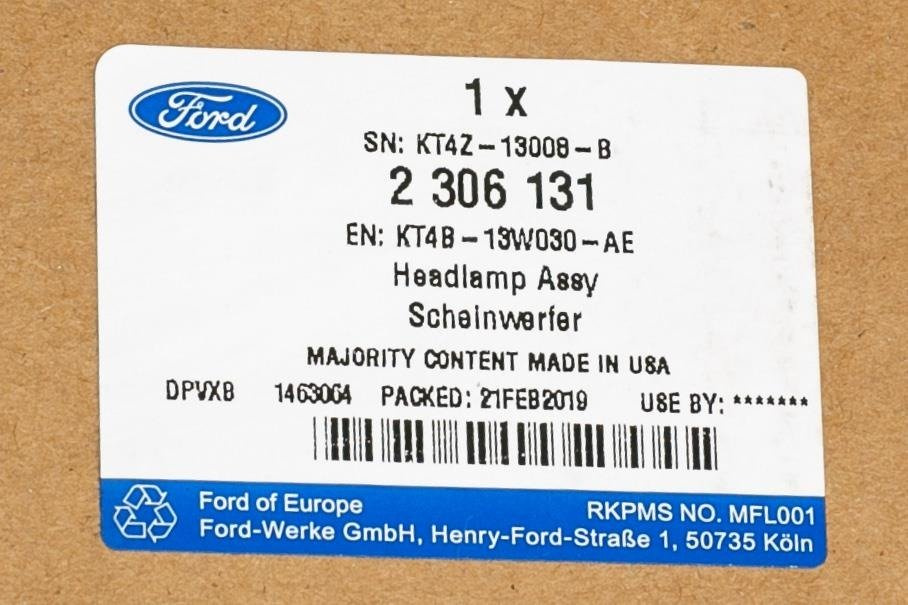 Ford
1 x
SN: KT4Z-13008-B
2 306 131
EN: KT4B-13W030-AE
Headlamp Assy
Scheinwerfer
MAJORITY CONTENT MADE IN USA
DPVXB 1463064 PACKED: 21FEB2019 USE BY: *******
Ford of Europe RKPMS NO. MFL001
Ford-Werke GmbH, Henry-Ford-Straße 1, 50735 Köln